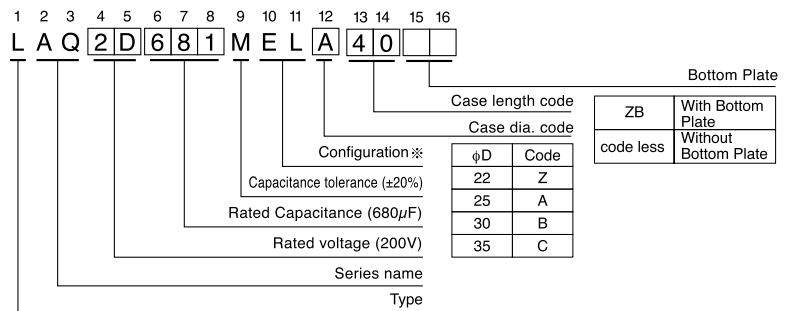 1 2 3 4 5 6 7 8 9 10 11 12 13 14 15 16
L A Q 2 D 6 8 1 M E L A 4 0
Bottom Plate
Case length code
Case dia. code
Configuration※
Capacitance tolerance (±20%)
Rated Capacitance (680µF)
Rated voltage (200V)
Series name
Type
ZB With Bottom Plate
code less Without Bottom Plate
ϕD Code
22 Z
25 A
30 B
35 C